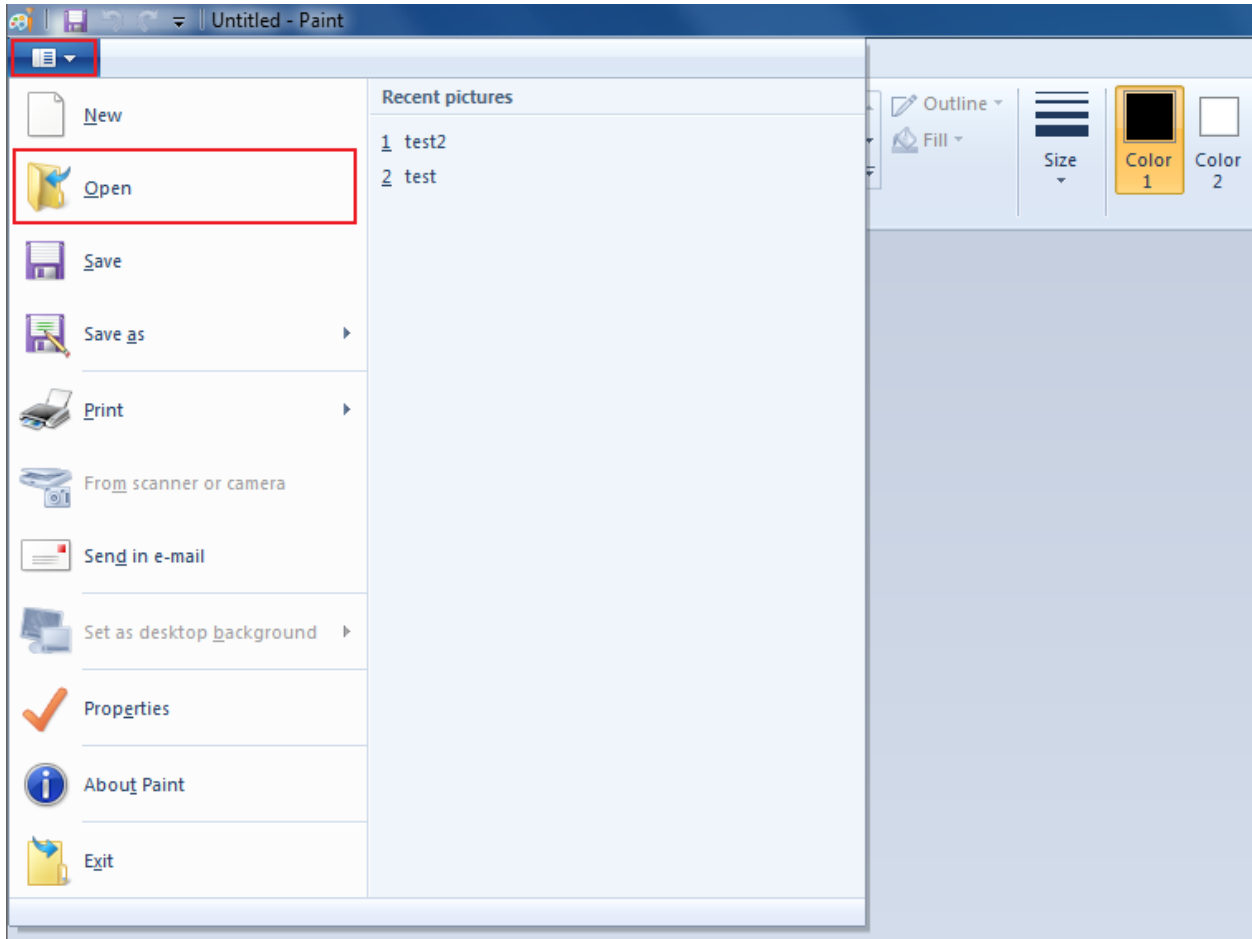 Untitled - Paint
New
Open
Save
Save as
Print
From scanner or camera
Send in e-mail
Set as desktop background
Properties
About Paint
Exit
Recent pictures
1 test2
2 test
Outline
Fill
Size
Color
1
Color
2